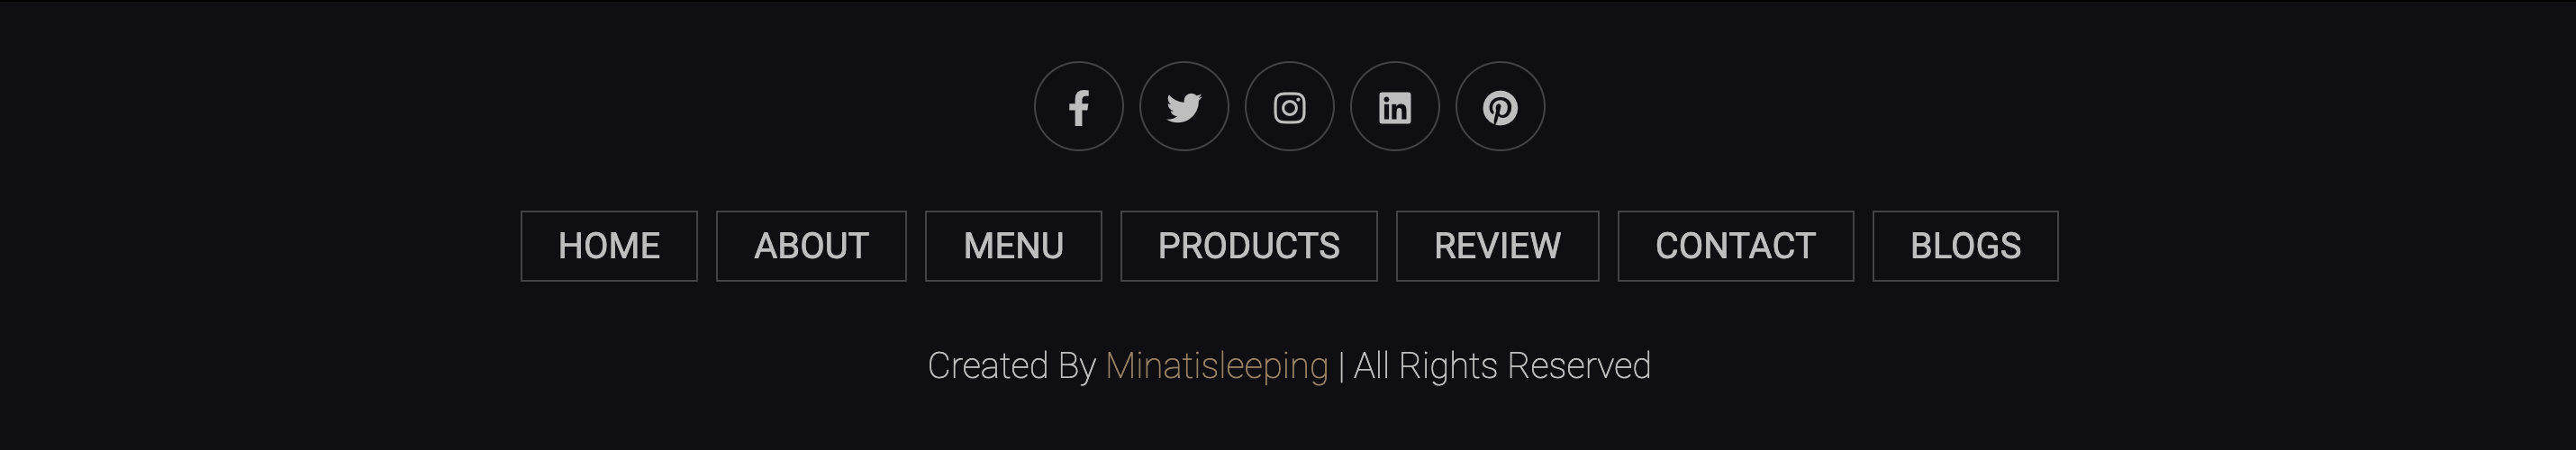 HOME ABOUT MENU PRODUCTS REVIEW CONTACT BLOGS
Created By Minatisleeping | All Rights Reserved